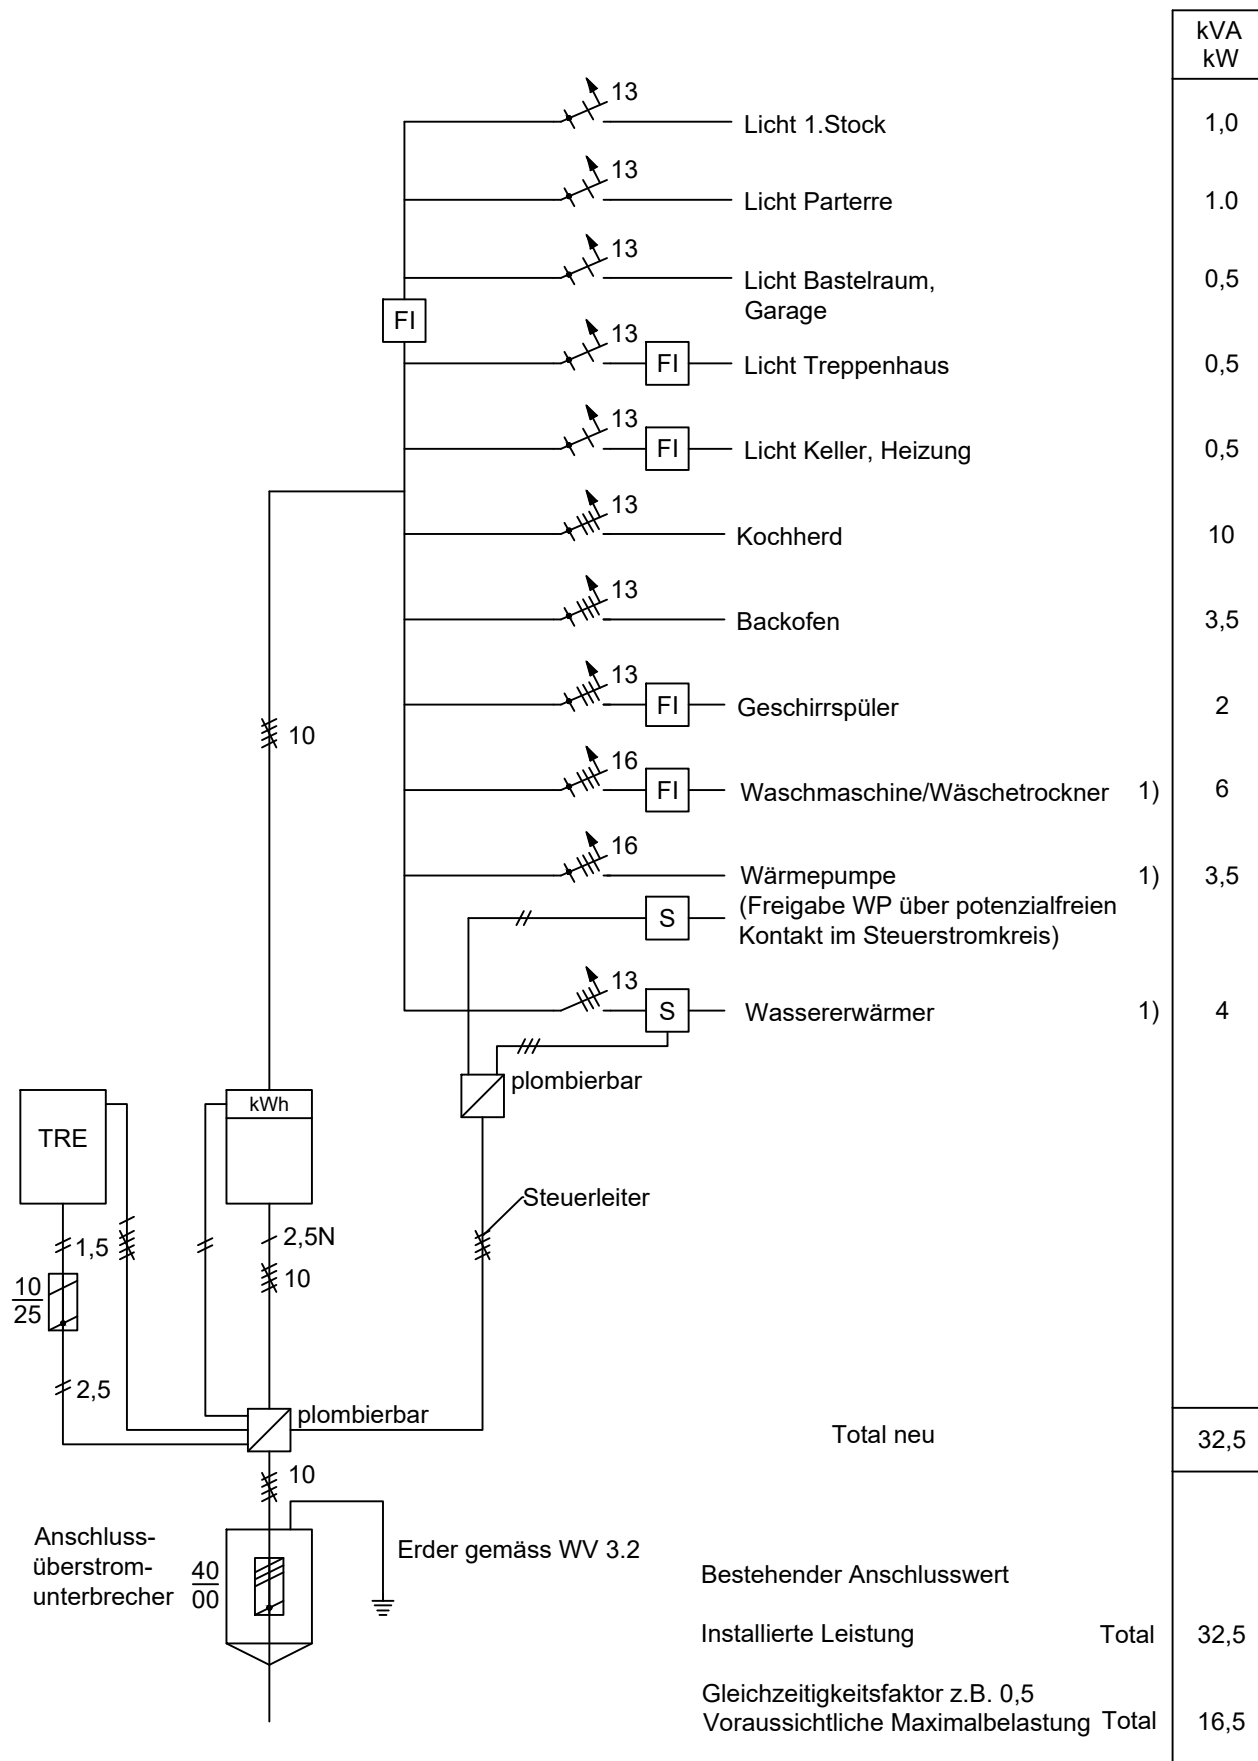 kVA
kW
13
Licht 1.Stock
1,0
13
Licht Parterre
1.0
13
Licht Bastelraum,
Garage
0,5
FI
13
FI
Licht Treppenhaus
0,5
13
FI
Licht Keller, Heizung
0,5
13
Kochherd
10
13
Backofen
3,5
13
FI
Geschirrspüler
2
10
16
FI
Waschmaschine/Wäschetrockner
1)
6
16
Wärmepumpe
1)
3,5
(Freigabe WP über potenzialfreien
Kontakt im Steuerstromkreis)
S
13
S
Wassererwärmer
1)
4
plombierbar
TRE
kWh
Steuerleiter
1,5
2,5N
10
10
25
2,5
plombierbar
Total neu
32,5
10
Anschluss-
überstrom-
unterbrecher
40
00
Erder gemäss WV 3.2
Bestehender Anschlusswert
Installierte Leistung
Total
32,5
Gleichzeitigkeitsfaktor z.B. 0,5
Voraussichtliche Maximalbelastung
Total
16,5